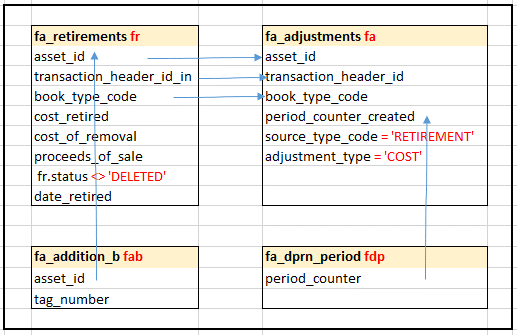 fa_retirements fr
asset_id
transaction_header_id_in
book_type_code
cost_retired
cost_of_removal
proceeds_of_sale
fr.status <> 'DELETED'
date_retired
fa_adjustments fa
asset_id
transaction_header_id
book_type_code
period_counter_created
source_type_code = 'RETIREMENT'
adjustment_type = 'COST'
fa_addition_b fab
asset_id
tag_number
fa_dprn_period fdp
period_counter